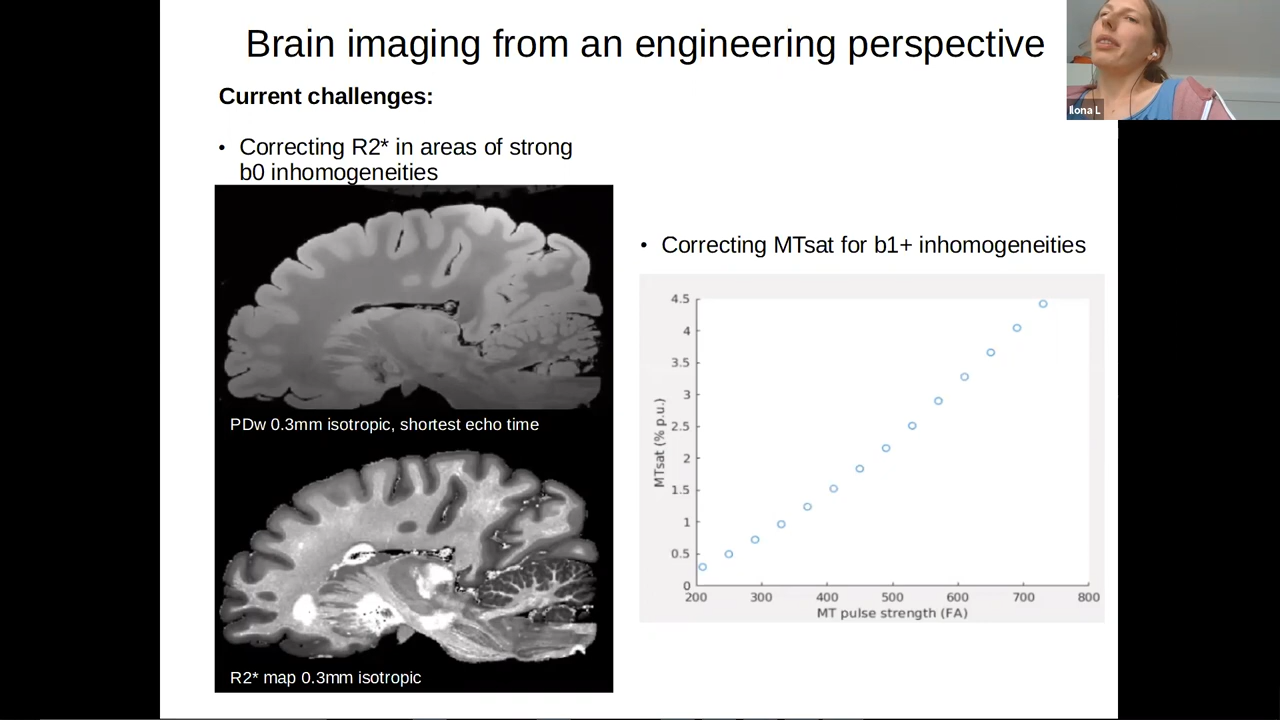 Brain imaging from an engineering perspective
Ilona L
Current challenges:
• Correcting R2* in areas of strong
b0 inhomogeneities
PDw 0.3mm isotropic, shortest echo time
R2* map 0.3mm isotropic
• Correcting MTsat for b1+ inhomogeneities
MTsat (% p.u.)
4.5
4
3.5
3
2.5
2
1.5
1
0.5
0
200 300 400 500 600 700 800
MT pulse strength (FA)